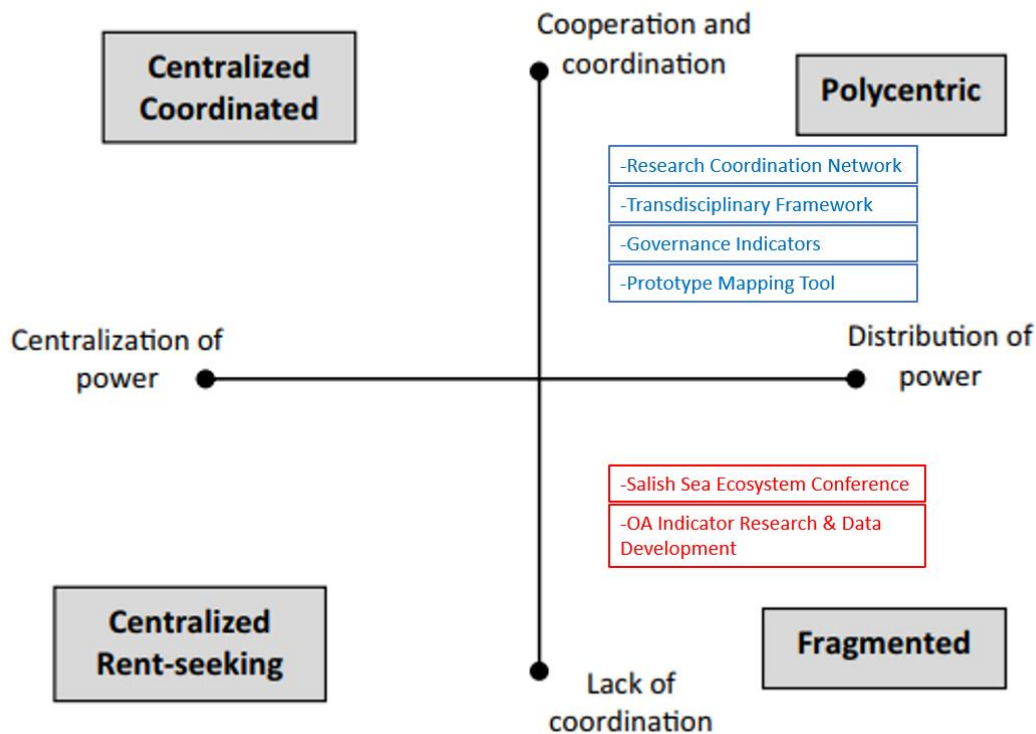 Cooperation and
coordination
Centralized
Coordinated
Polycentric
-Research Coordination Network
-Transdisciplinary Framework
-Governance Indicators
-Prototype Mapping Tool
Centralization of
power
Distribution of
power
-Salish Sea Ecosystem Conference
-OA Indicator Research & Data
Development
Centralized
Rent-seeking
Fragmented
Lack of
coordination